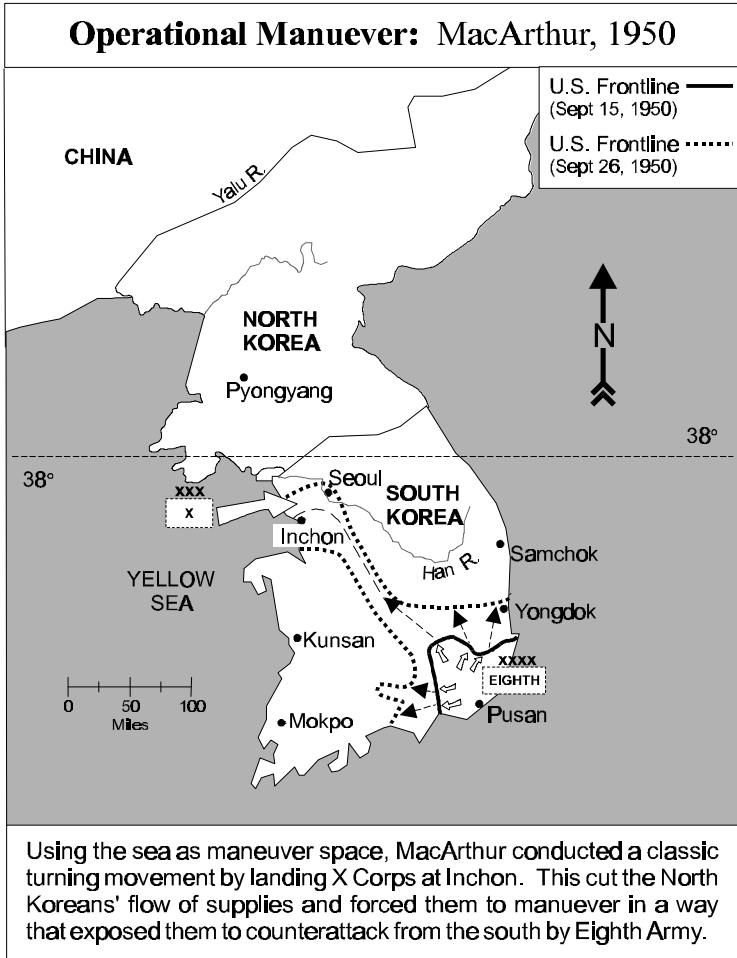 Operational Manuever: MacArthur, 1950
U.S. Frontline
(Sept 15, 1950)
U.S. Frontline
(Sept 26, 1950)
CHINA
Yalu R.
N
NORTH
KOREA
Pyongyang
38°
38°
xxx
X
Seoul
SOUTH
KOREA
Inchon
Han R.
Samchok
YELLOW
SEA
Yongdok
Kunsan
xxxx
EIGHTH
0 50 100
Miles
Mokpo
Pusan
Using the sea as maneuver space, MacArthur conducted a classic
turning movement by landing X Corps at Inchon. This cut the North
Koreans' flow of supplies and forced them to manuever in a way
that exposed them to counterattack from the south by Eighth Army.